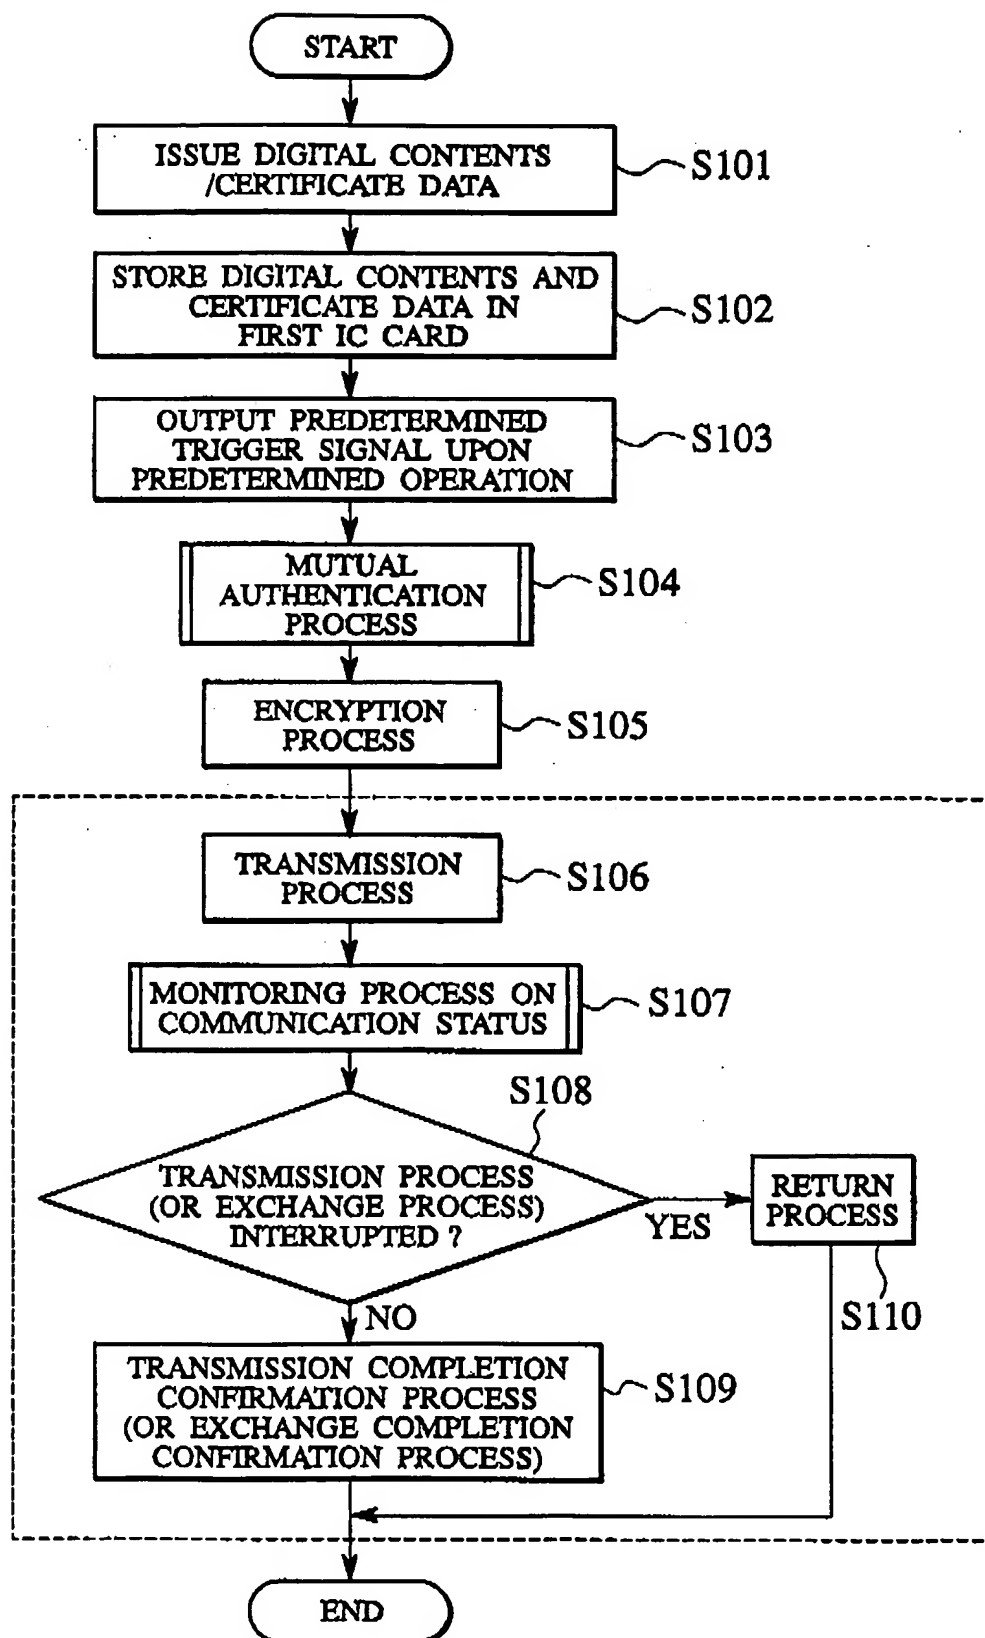 START
ISSUE DIGITAL CONTENTS
/CERTIFICATE DATA
S101
STORE DIGITAL CONTENTS AND
CERTIFICATE DATA IN
FIRST IC CARD
S102
OUTPUT PREDETERMINED
TRIGGER SIGNAL UPON
PREDETERMINED OPERATION
S103
MUTUAL
AUTHENTICATION
PROCESS
S104
ENCRYPTION
PROCESS
S105
TRANSMISSION
PROCESS
S106
MONITORING PROCESS ON
COMMUNICATION STATUS
S107
S108
TRANSMISSION PROCESS
(OR EXCHANGE PROCESS)
INTERRUPTED ?
YES
RETURN
PROCESS
S110
NO
TRANSMISSION COMPLETION
CONFIRMATION PROCESS
(OR EXCHANGE COMPLETION
CONFIRMATION PROCESS)
S109
END